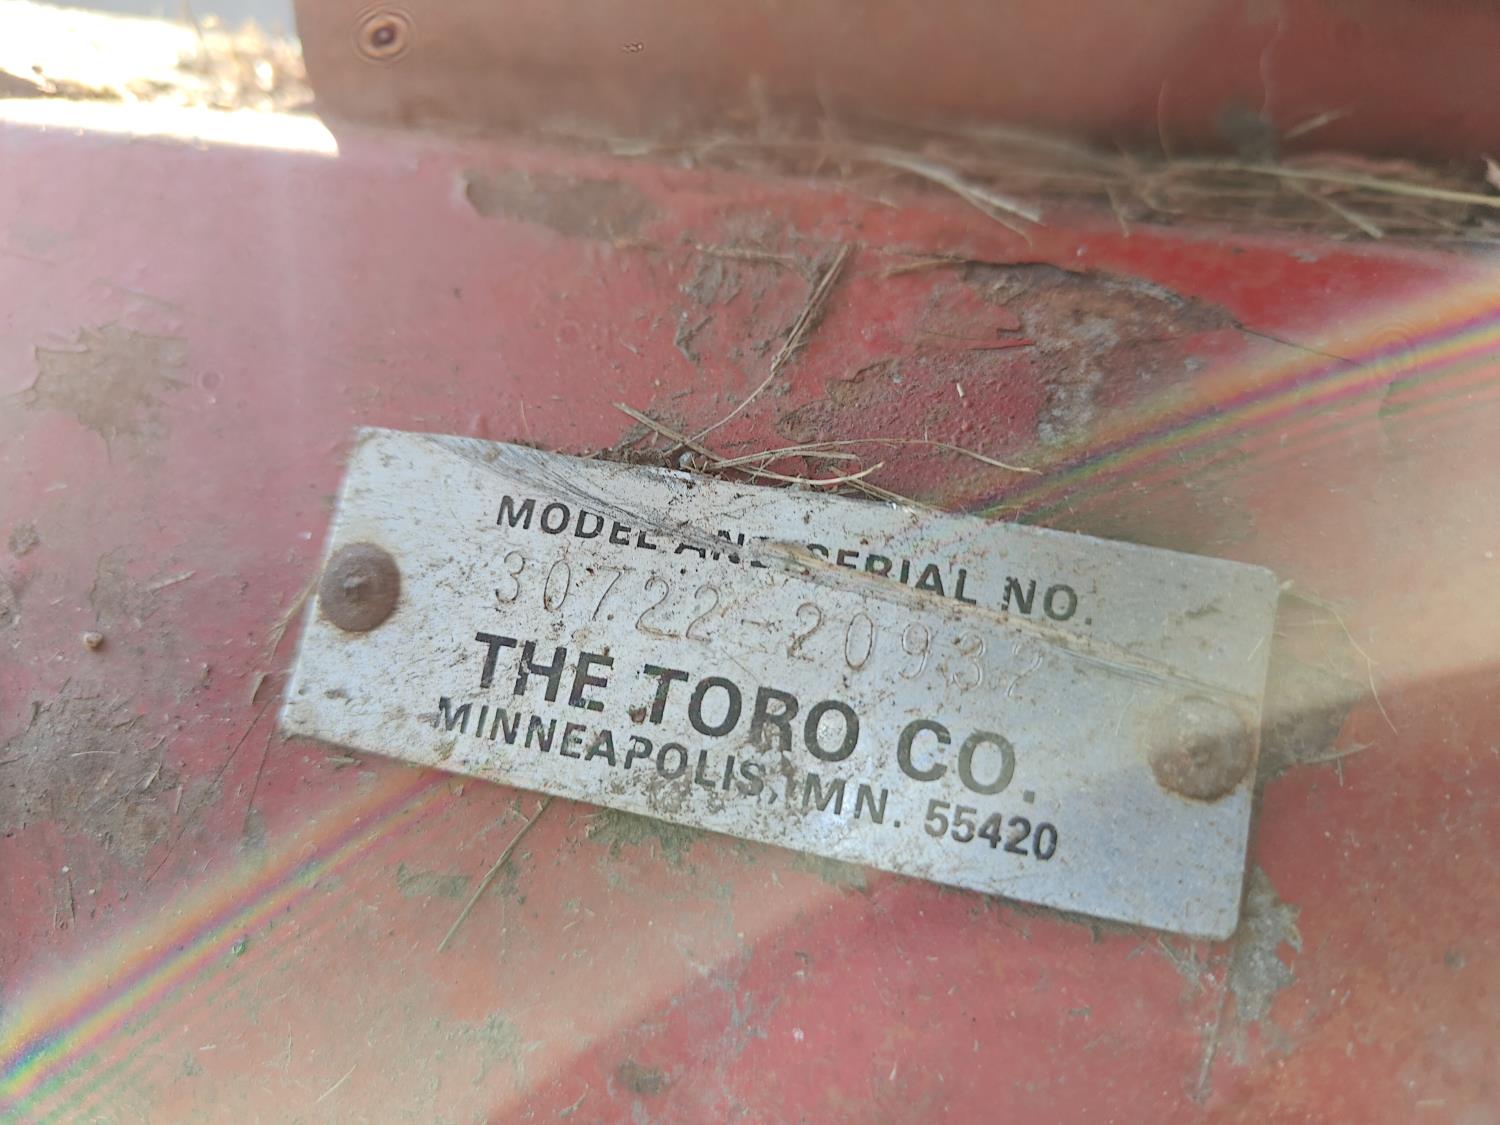 MODEL AND SERIAL NO.
30722-20932
THE TORO CO.
MINNEAPOLIS, MN. 55420